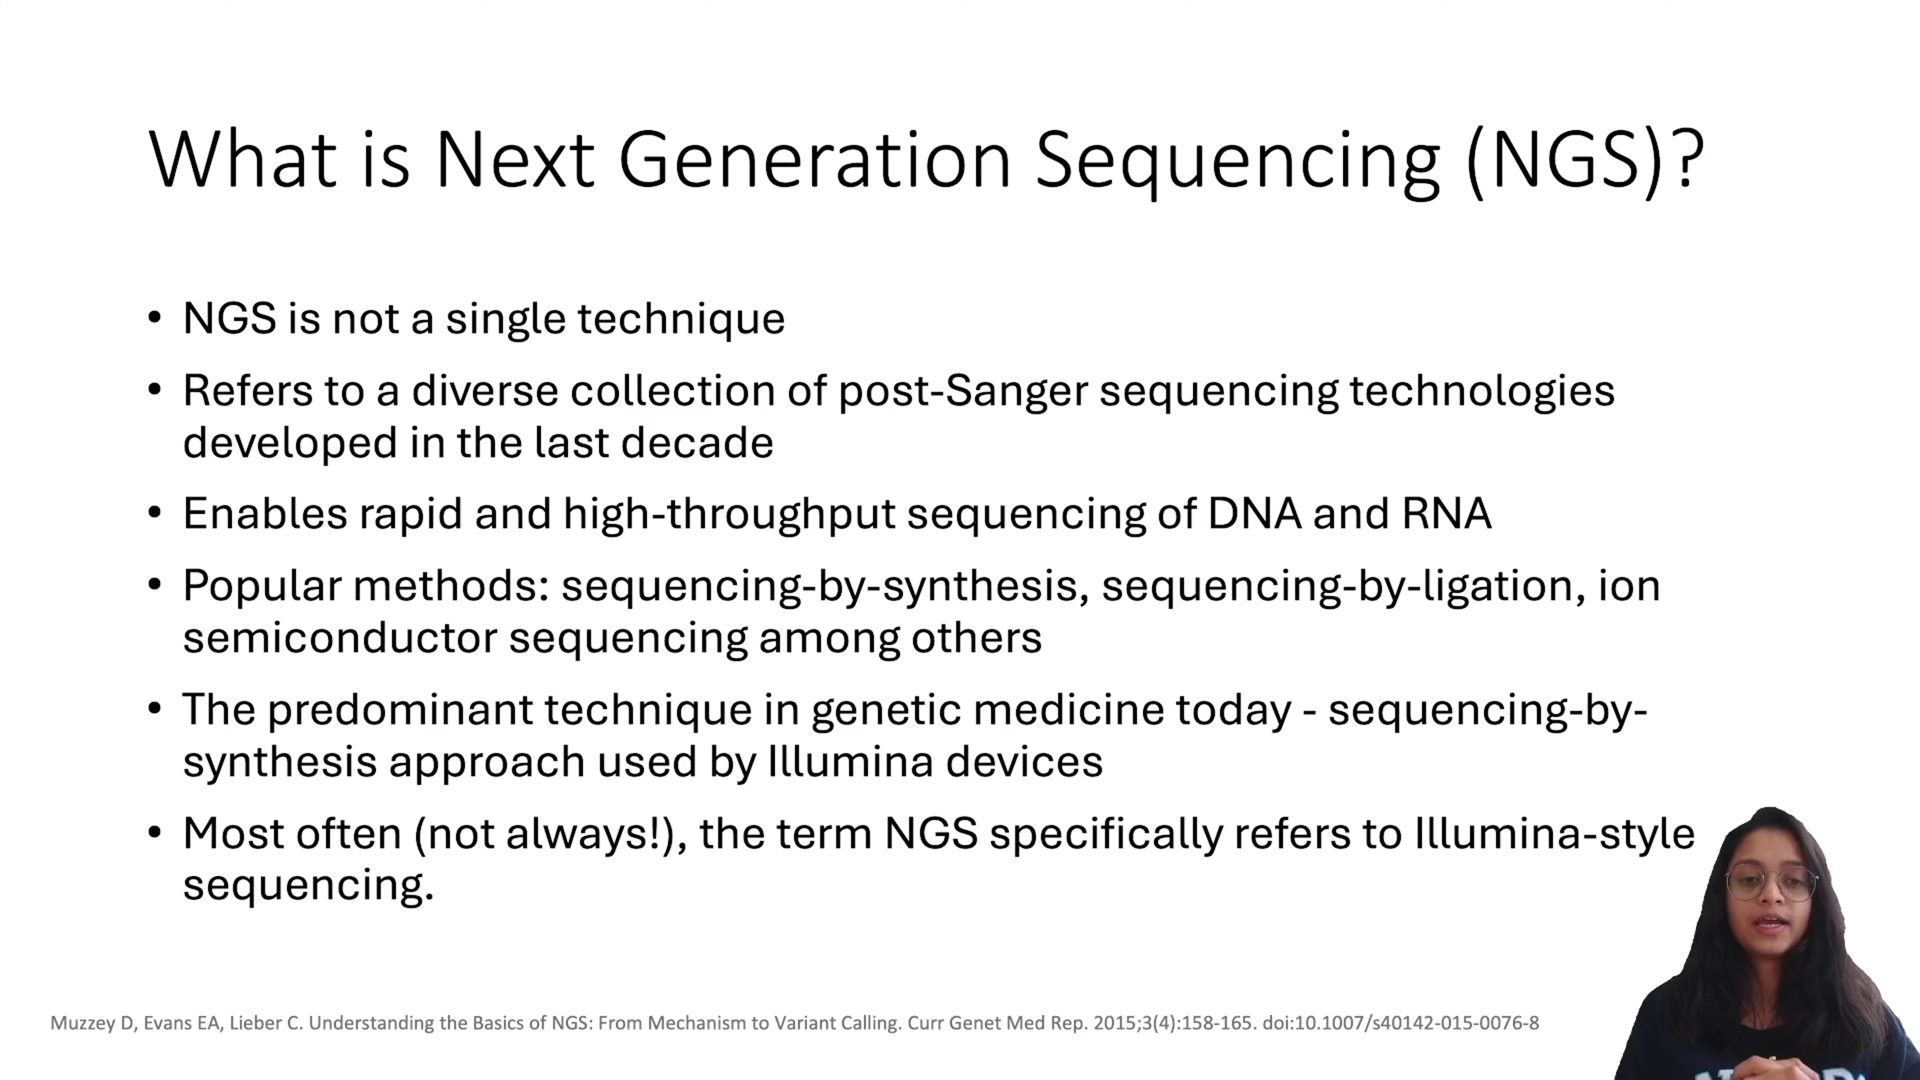 What is Next Generation Sequencing (NGS)?
• NGS is not a single technique
• Refers to a diverse collection of post-Sanger sequencing technologies
developed in the last decade
• Enables rapid and high-throughput sequencing of DNA and RNA
• Popular methods: sequencing-by-synthesis, sequencing-by-ligation, ion
semiconductor sequencing among others
• The predominant technique in genetic medicine today - sequencing-by-
synthesis approach used by Illumina devices
• Most often (not always!), the term NGS specifically refers to Illumina-style
sequencing.
Muzzey D, Evans EA, Lieber C. Understanding the Basics of NGS: From Mechanism to Variant Calling. Curr Genet Med Rep. 2015;3(4):158-165. doi:10.1007/s40142-015-0076-8